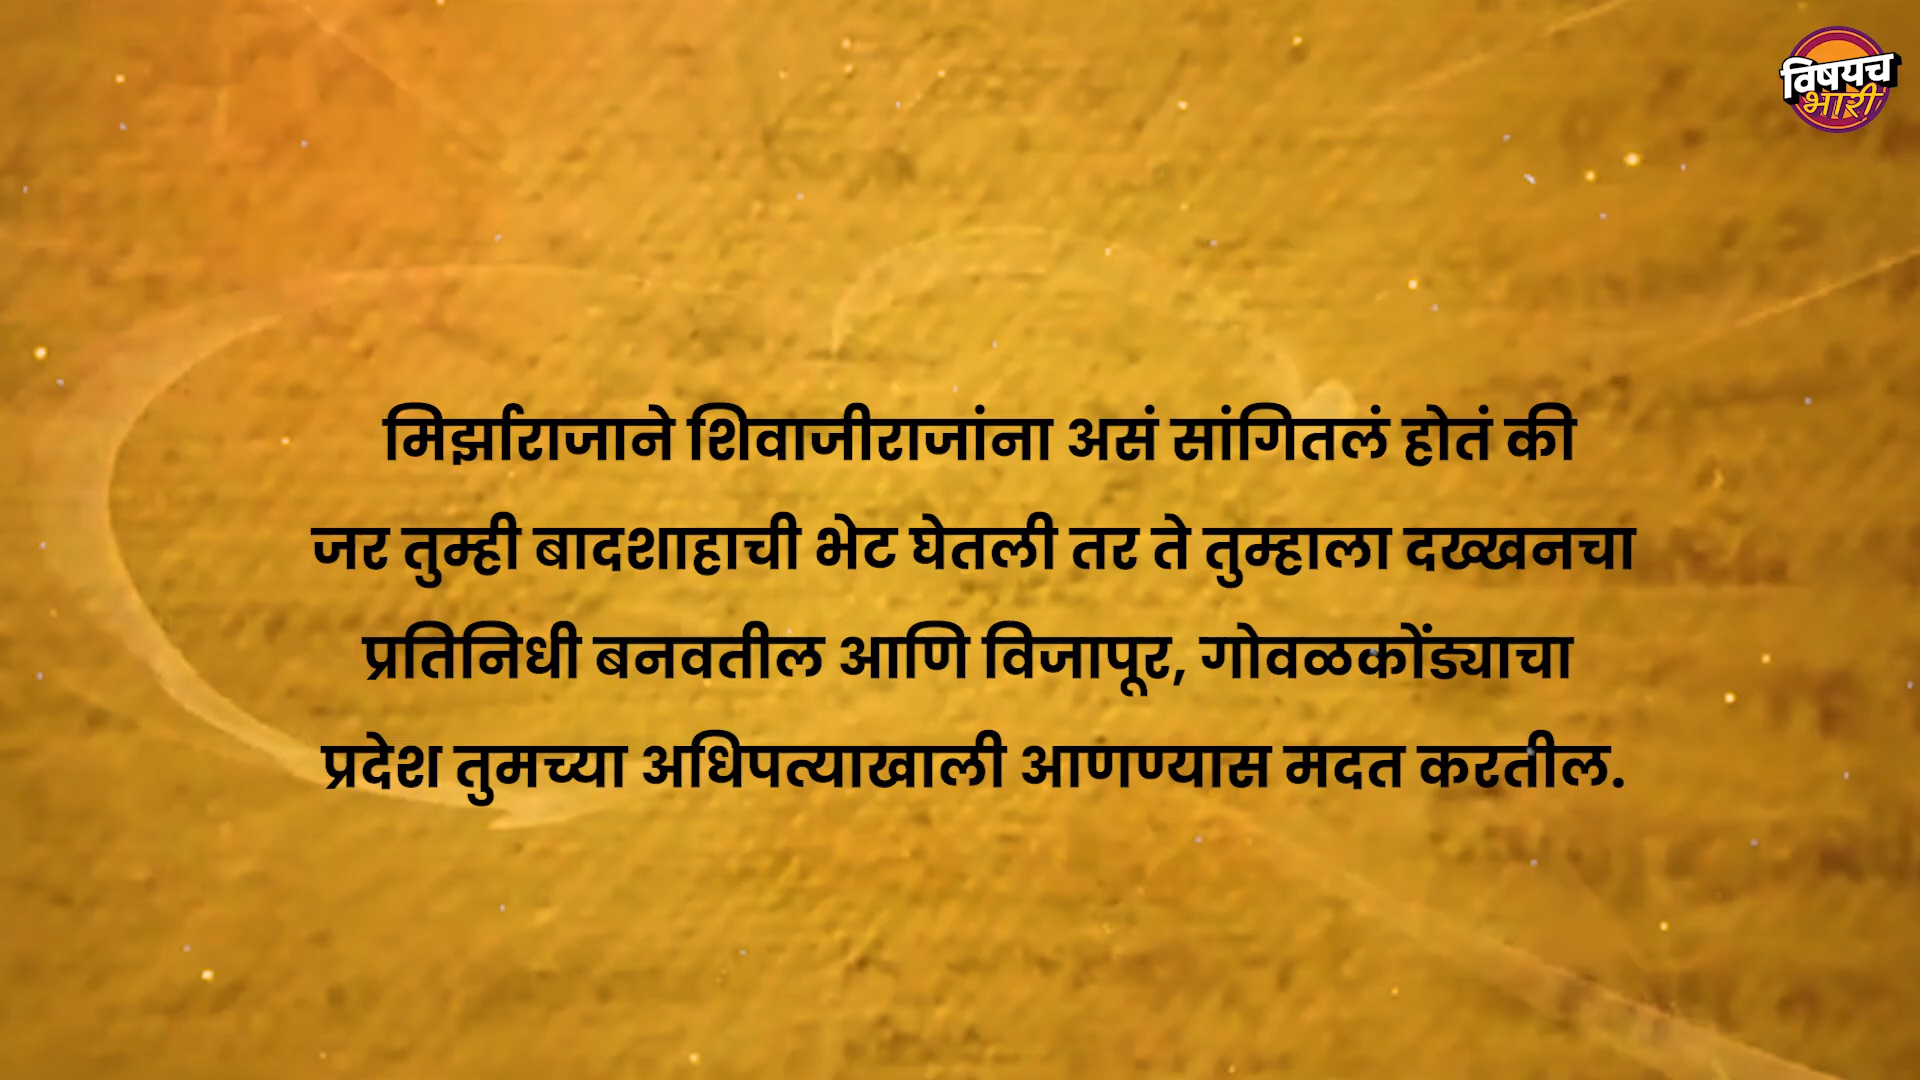 विषयच
भारी
मिर्झाराजाने शिवाजीराजांना असं सांगितलं होतं की
जर तुम्ही बादशाहाची भेट घेतली तर ते तुम्हाला दख्खनचा
प्रतिनिधी बनवतील आणि विजापूर, गोवळकोंड्याचा
प्रदेश तुमच्या अधिपत्याखाली आणण्यास मदत करतील.